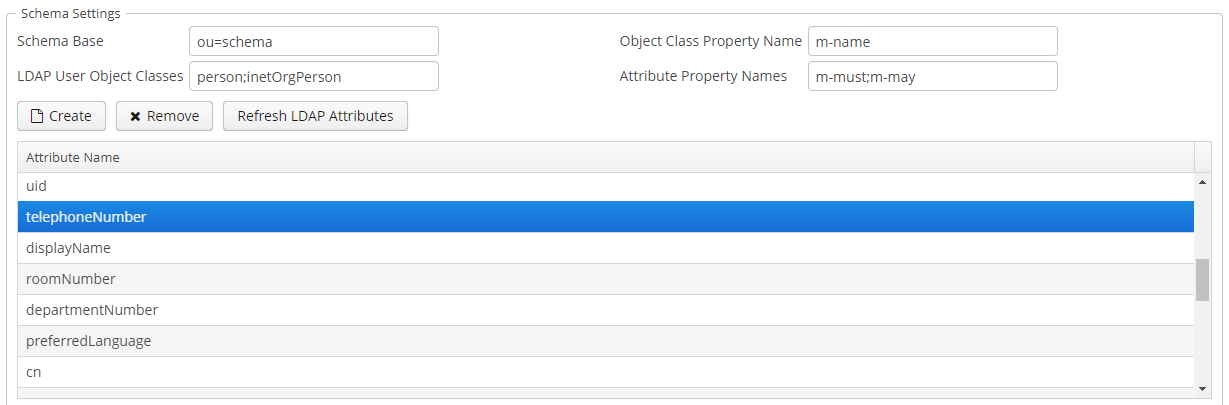 Schema Settings
Schema Base ou=schema Object Class Property Name m-name
LDAP User Object Classes person;inetOrgPerson Attribute Property Names m-must;m-may
Create Remove Refresh LDAP Attributes
Attribute Name
uid
telephoneNumber
displayName
roomNumber
departmentNumber
preferredLanguage
cn